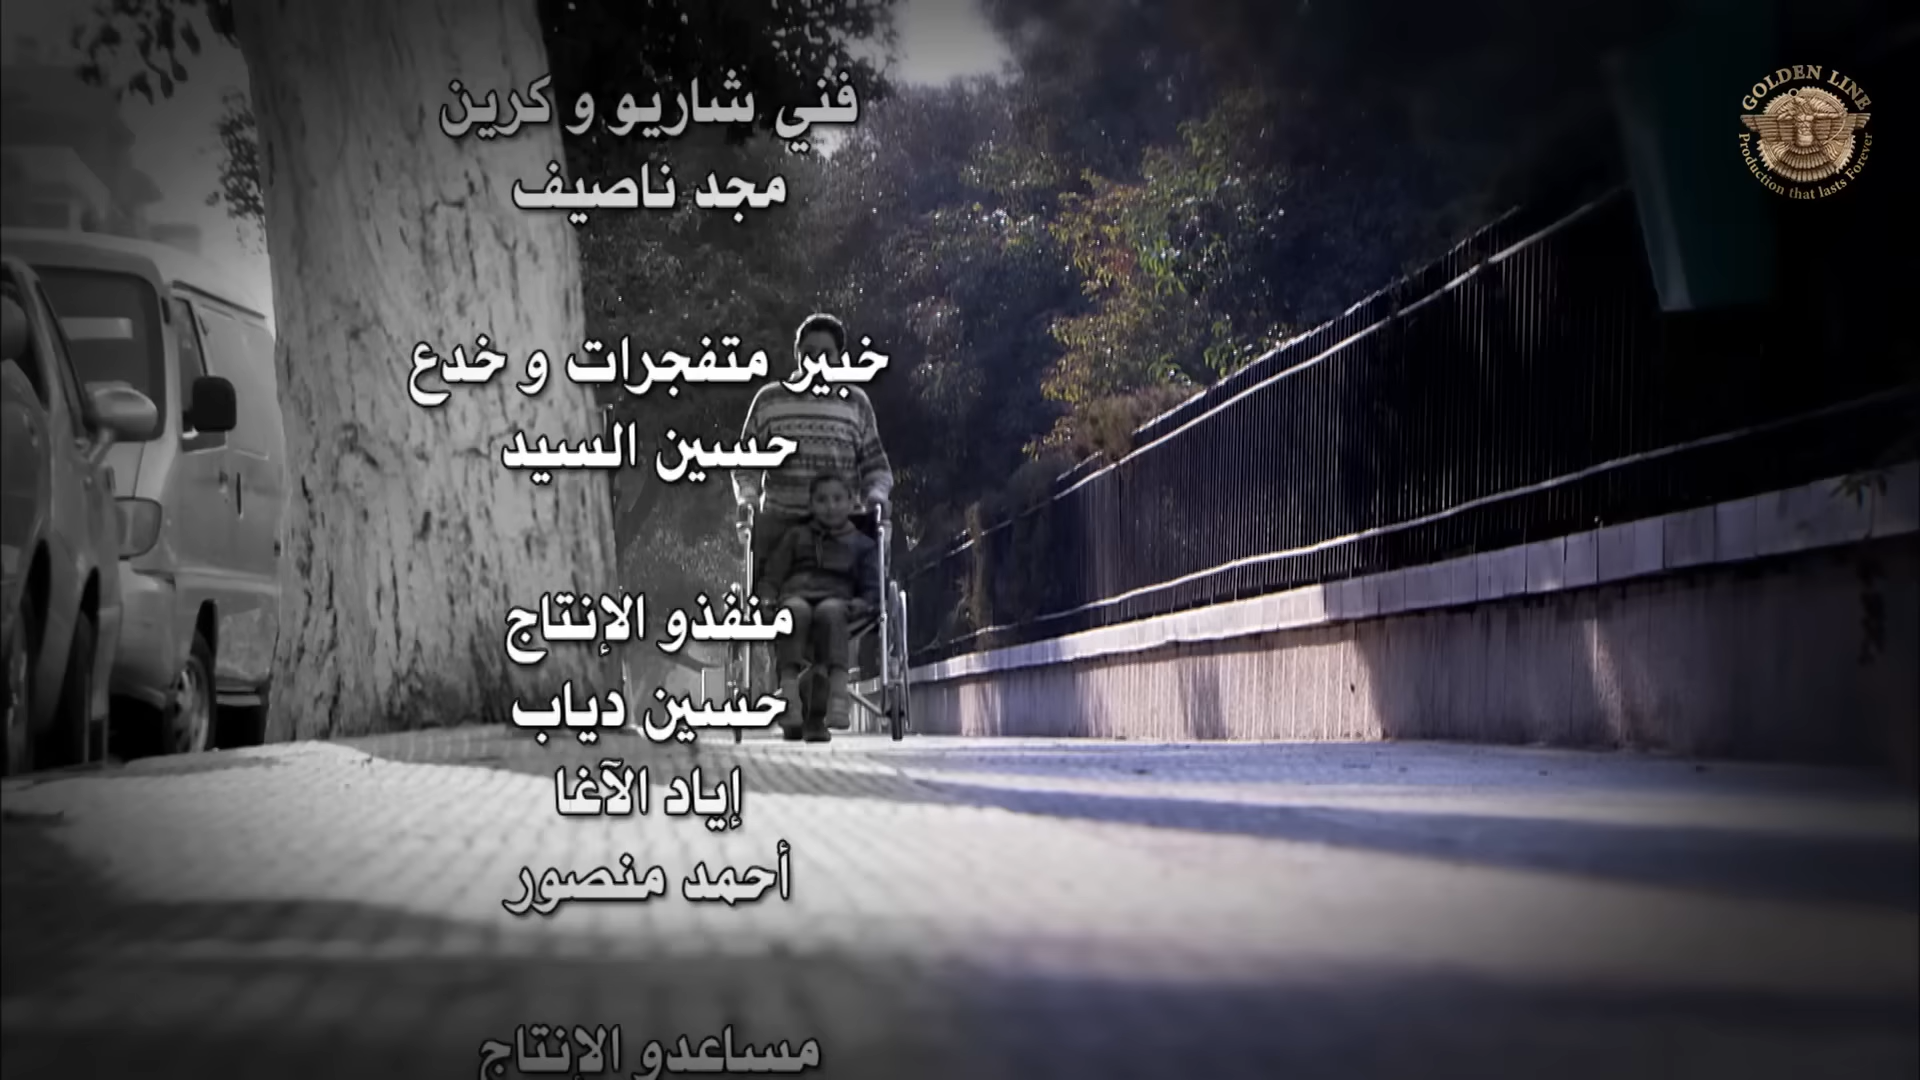 فني شاريو و كرين
مجد ناصيف
خبير متفجرات و خدع
حسين السيد
منفذو الإنتاج
حسين دياب
إياد الآغا
أحمد منصور
مساعدو الإنتاج
GOLDEN LINE
Production that lasts Forever